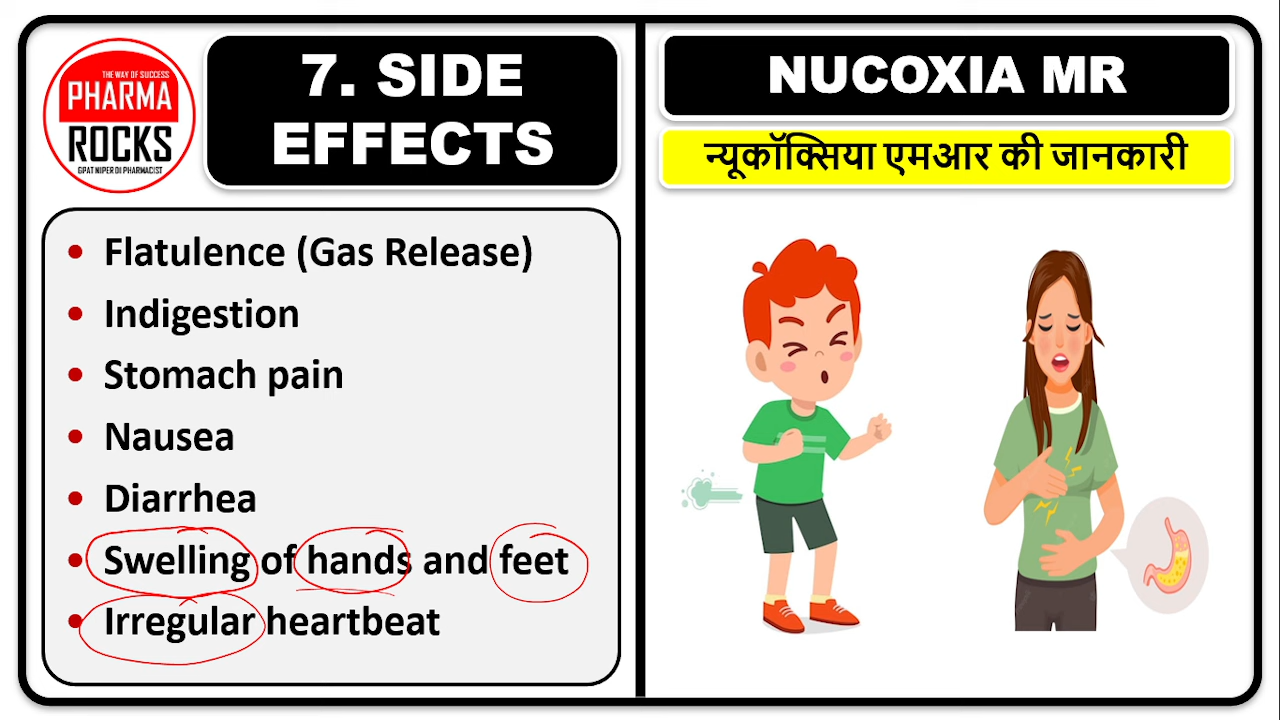 THE WAY OF SUCCESS
PHARMA
ROCKS
GPAT NIPER DI PHARMACIST
7. SIDE
EFFECTS
• Flatulence (Gas Release)
• Indigestion
• Stomach pain
• Nausea
• Diarrhea
• Swelling of hands and feet
• Irregular heartbeat
NUCOXIA MR
न्यूकॉक्सिया एमआर की जानकारी